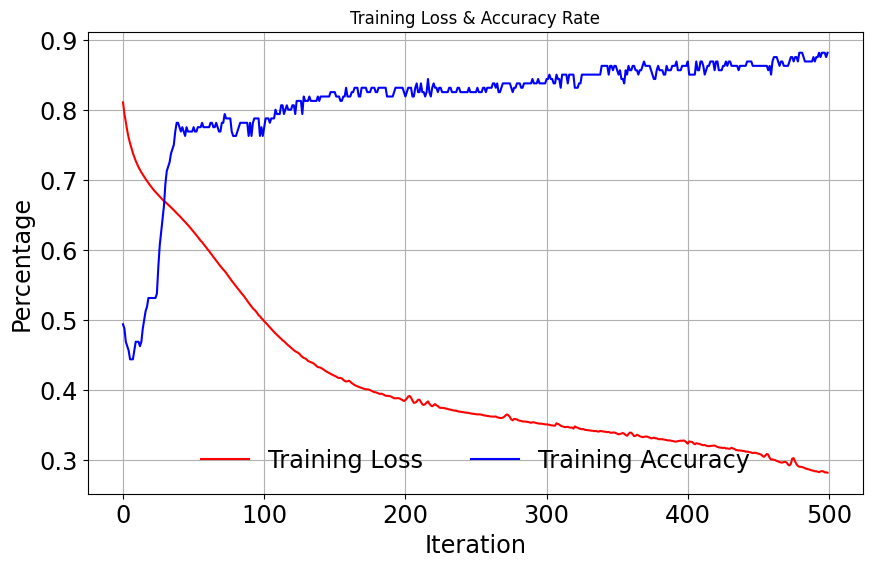 Training Loss & Accuracy Rate
Percentage
0.9
0.8
0.7
0.6
0.5
0.4
0.3
Training Loss
Training Accuracy
0 100 200 300 400 500
Iteration